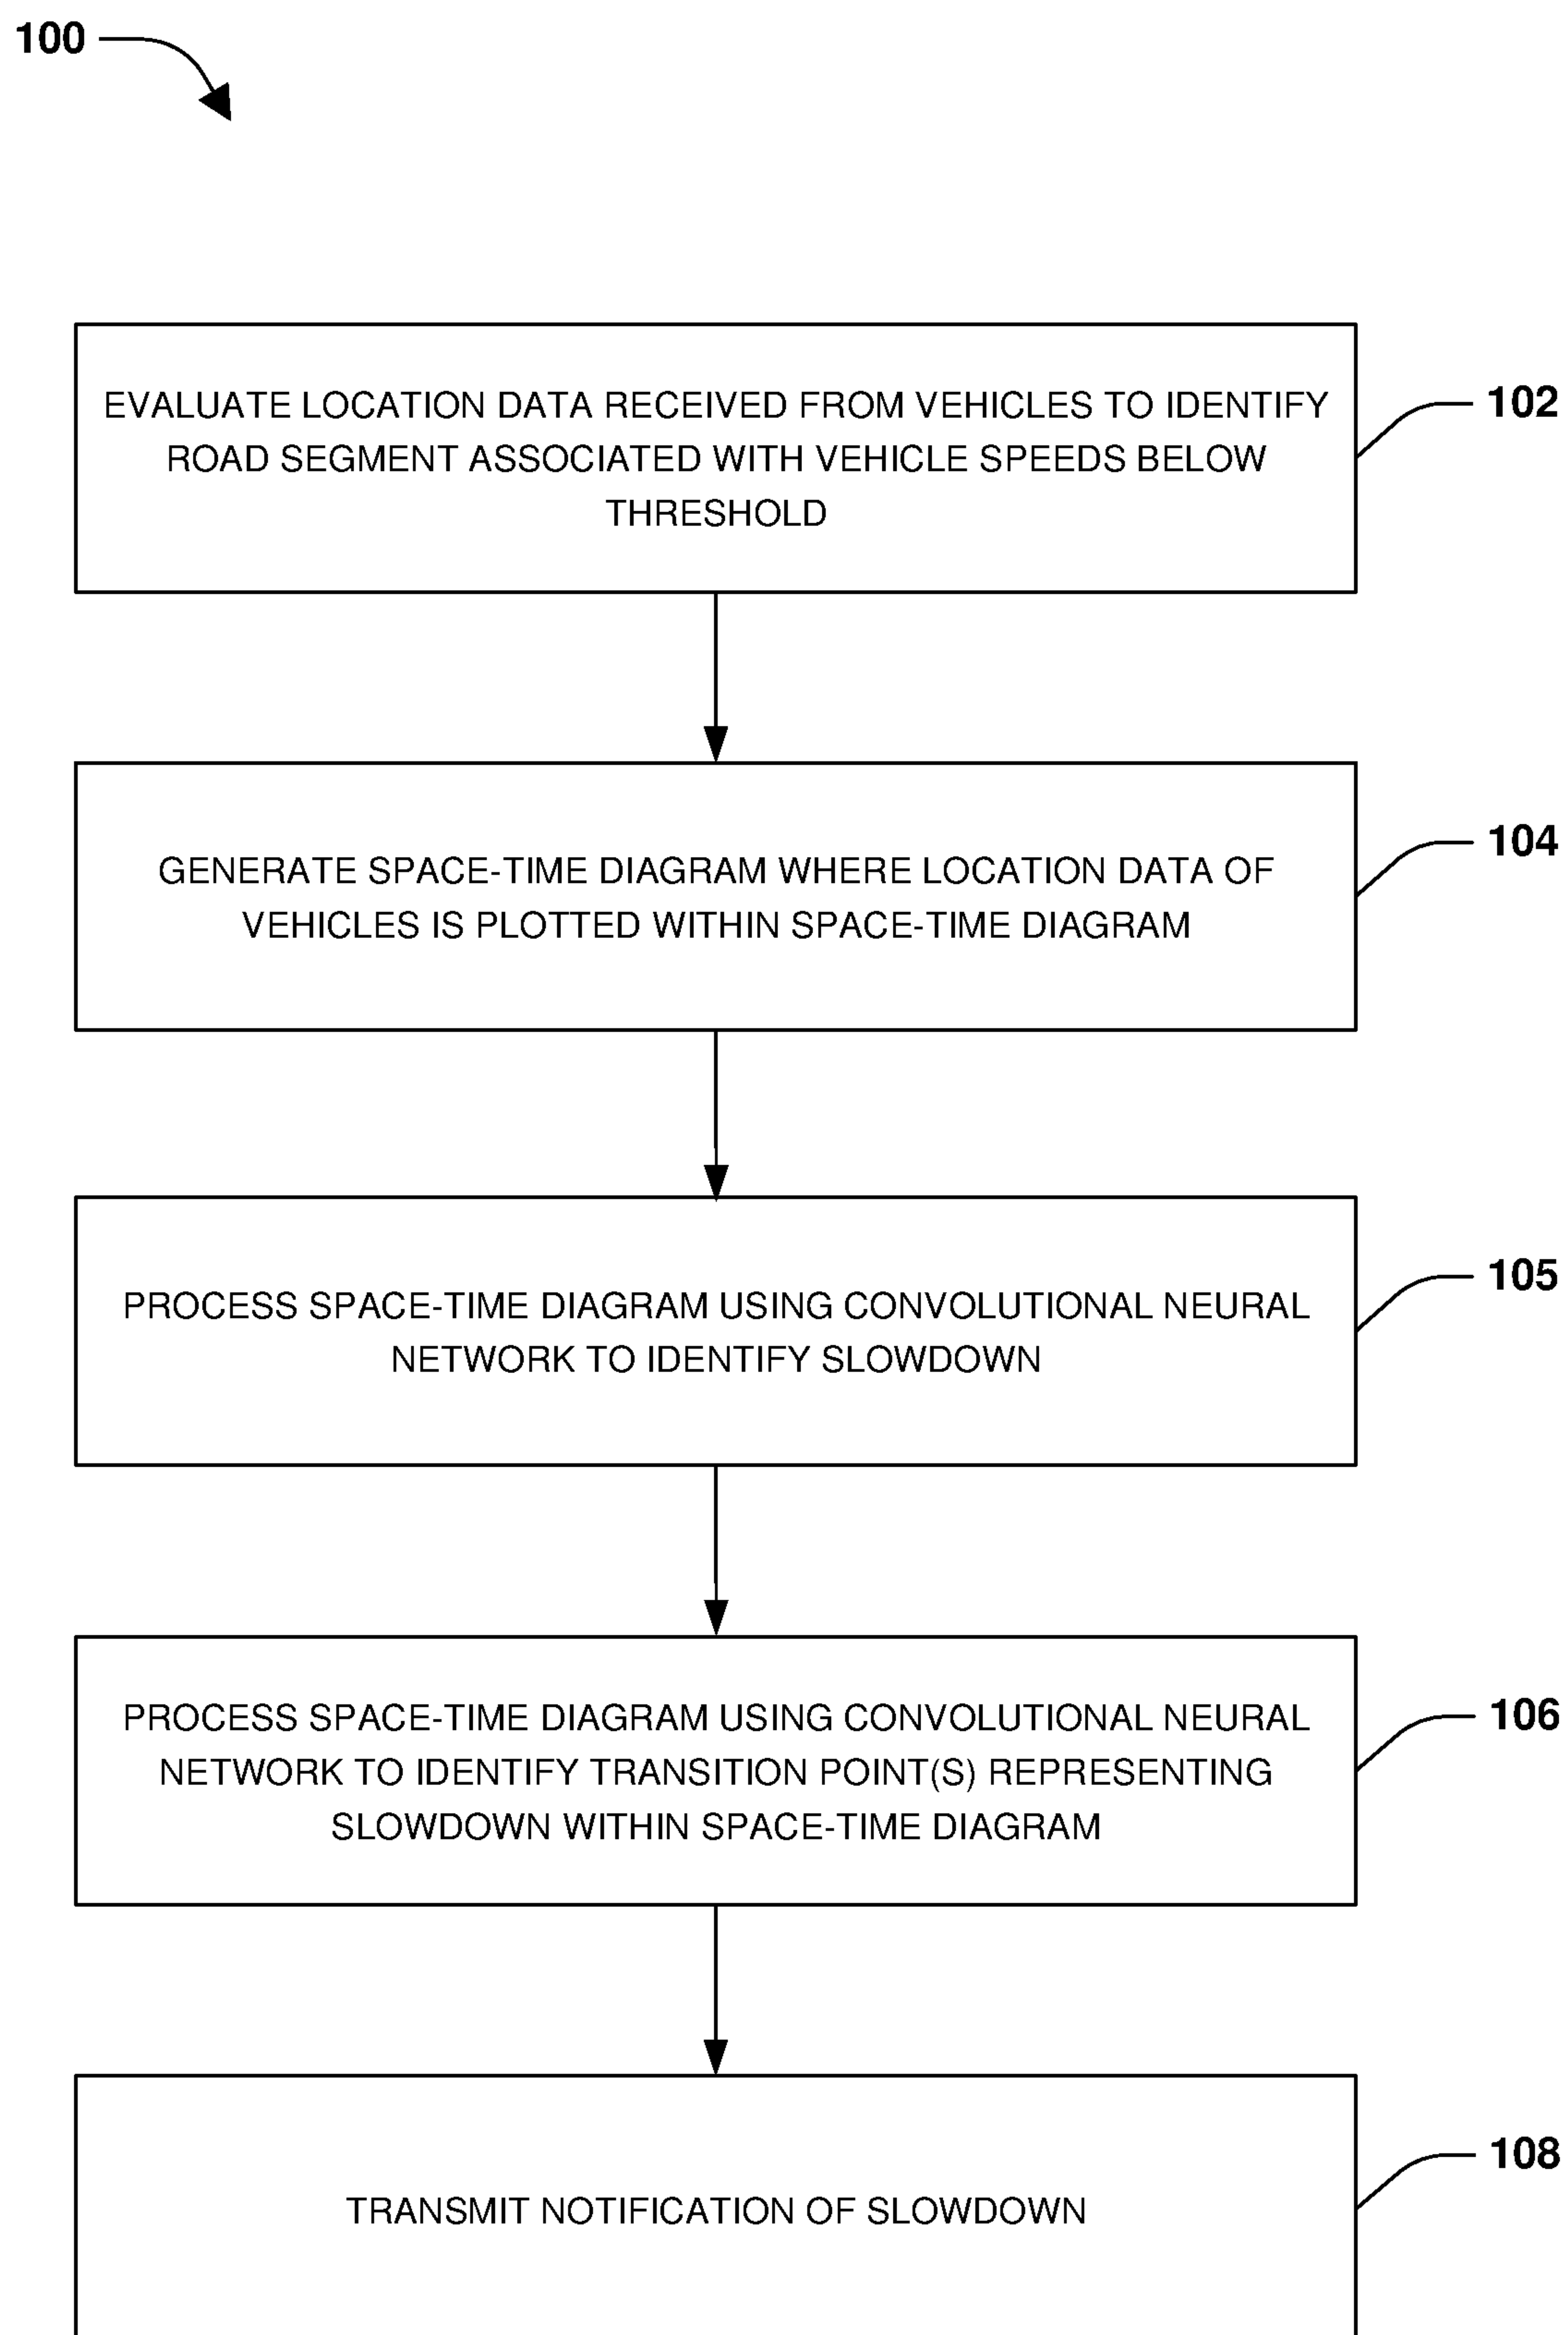 100
EVALUATE LOCATION DATA RECEIVED FROM VEHICLES TO IDENTIFY
ROAD SEGMENT ASSOCIATED WITH VEHICLE SPEEDS BELOW
THRESHOLD
102
GENERATE SPACE-TIME DIAGRAM WHERE LOCATION DATA OF
VEHICLES IS PLOTTED WITHIN SPACE-TIME DIAGRAM
104
PROCESS SPACE-TIME DIAGRAM USING CONVOLUTIONAL NEURAL
NETWORK TO IDENTIFY SLOWDOWN
105
PROCESS SPACE-TIME DIAGRAM USING CONVOLUTIONAL NEURAL
NETWORK TO IDENTIFY TRANSITION POINT(S) REPRESENTING
SLOWDOWN WITHIN SPACE-TIME DIAGRAM
106
TRANSMIT NOTIFICATION OF SLOWDOWN
108